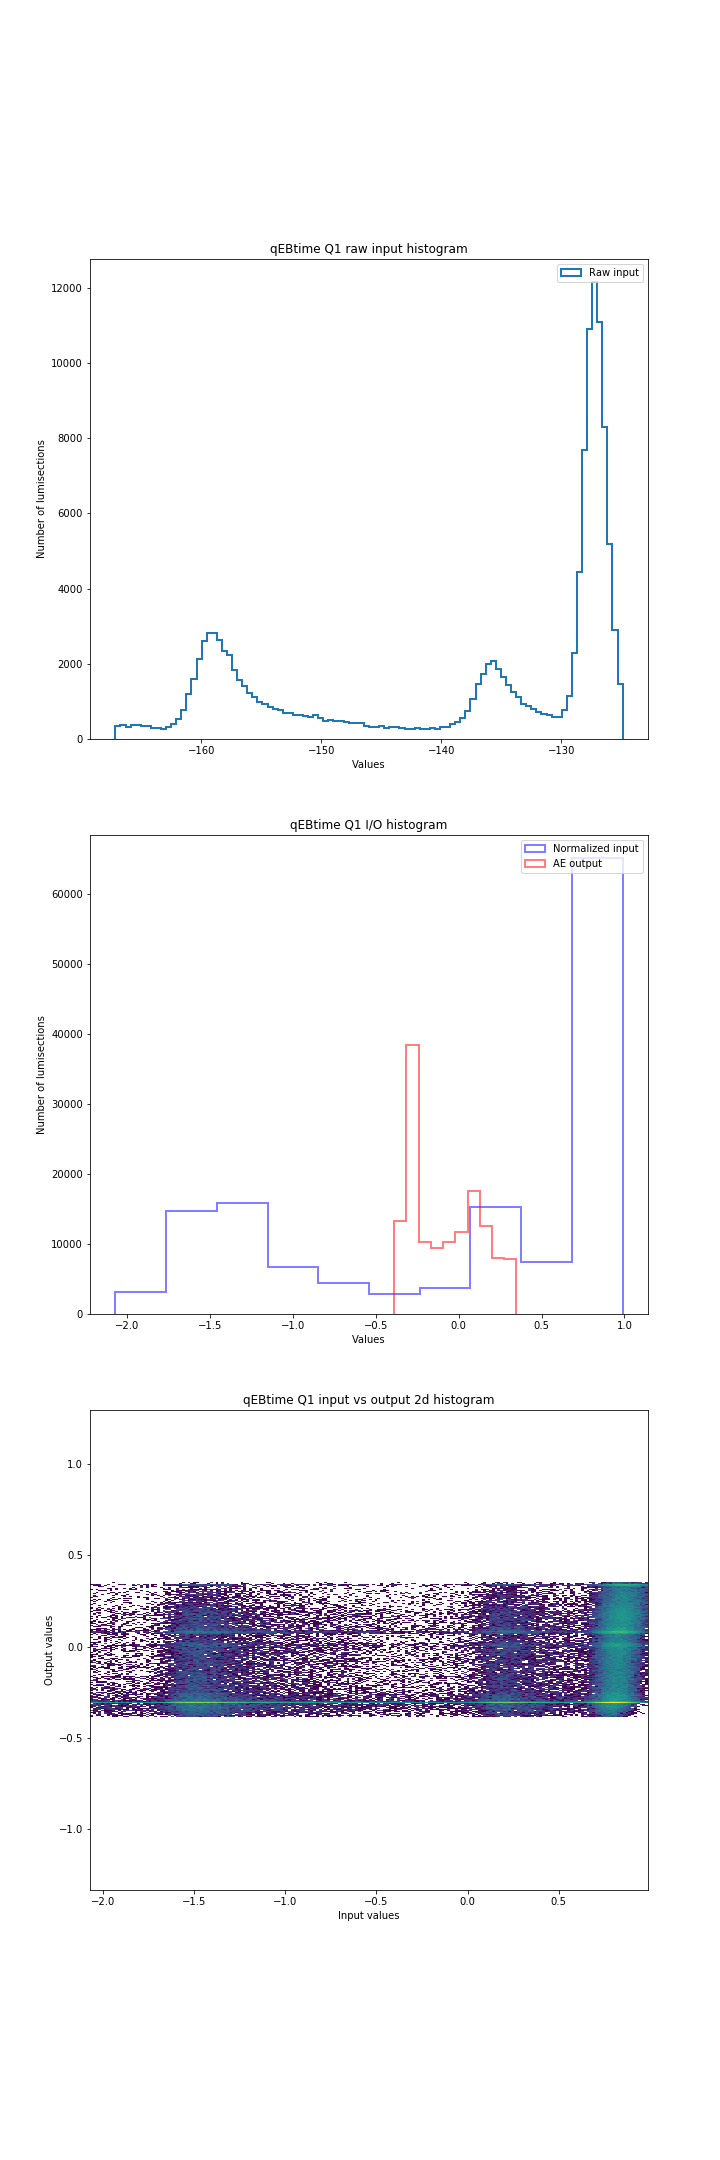 qEBtime Q1 raw input histogram
Raw input
12000
10000
8000
6000
4000
2000
0
Number of lumisections
−160 −150 −140 −130
Values
qEBtime Q1 I/O histogram
Normalized input
AE output
60000
50000
40000
30000
20000
10000
0
Number of lumisections
−2.0 −1.5 −1.0 −0.5 0.0 0.5 1.0
Values
qEBtime Q1 input vs output 2d histogram
1.0
0.5
0.0
−0.5
−1.0
Output values
−2.0 −1.5 −1.0 −0.5 0.0 0.5
Input values